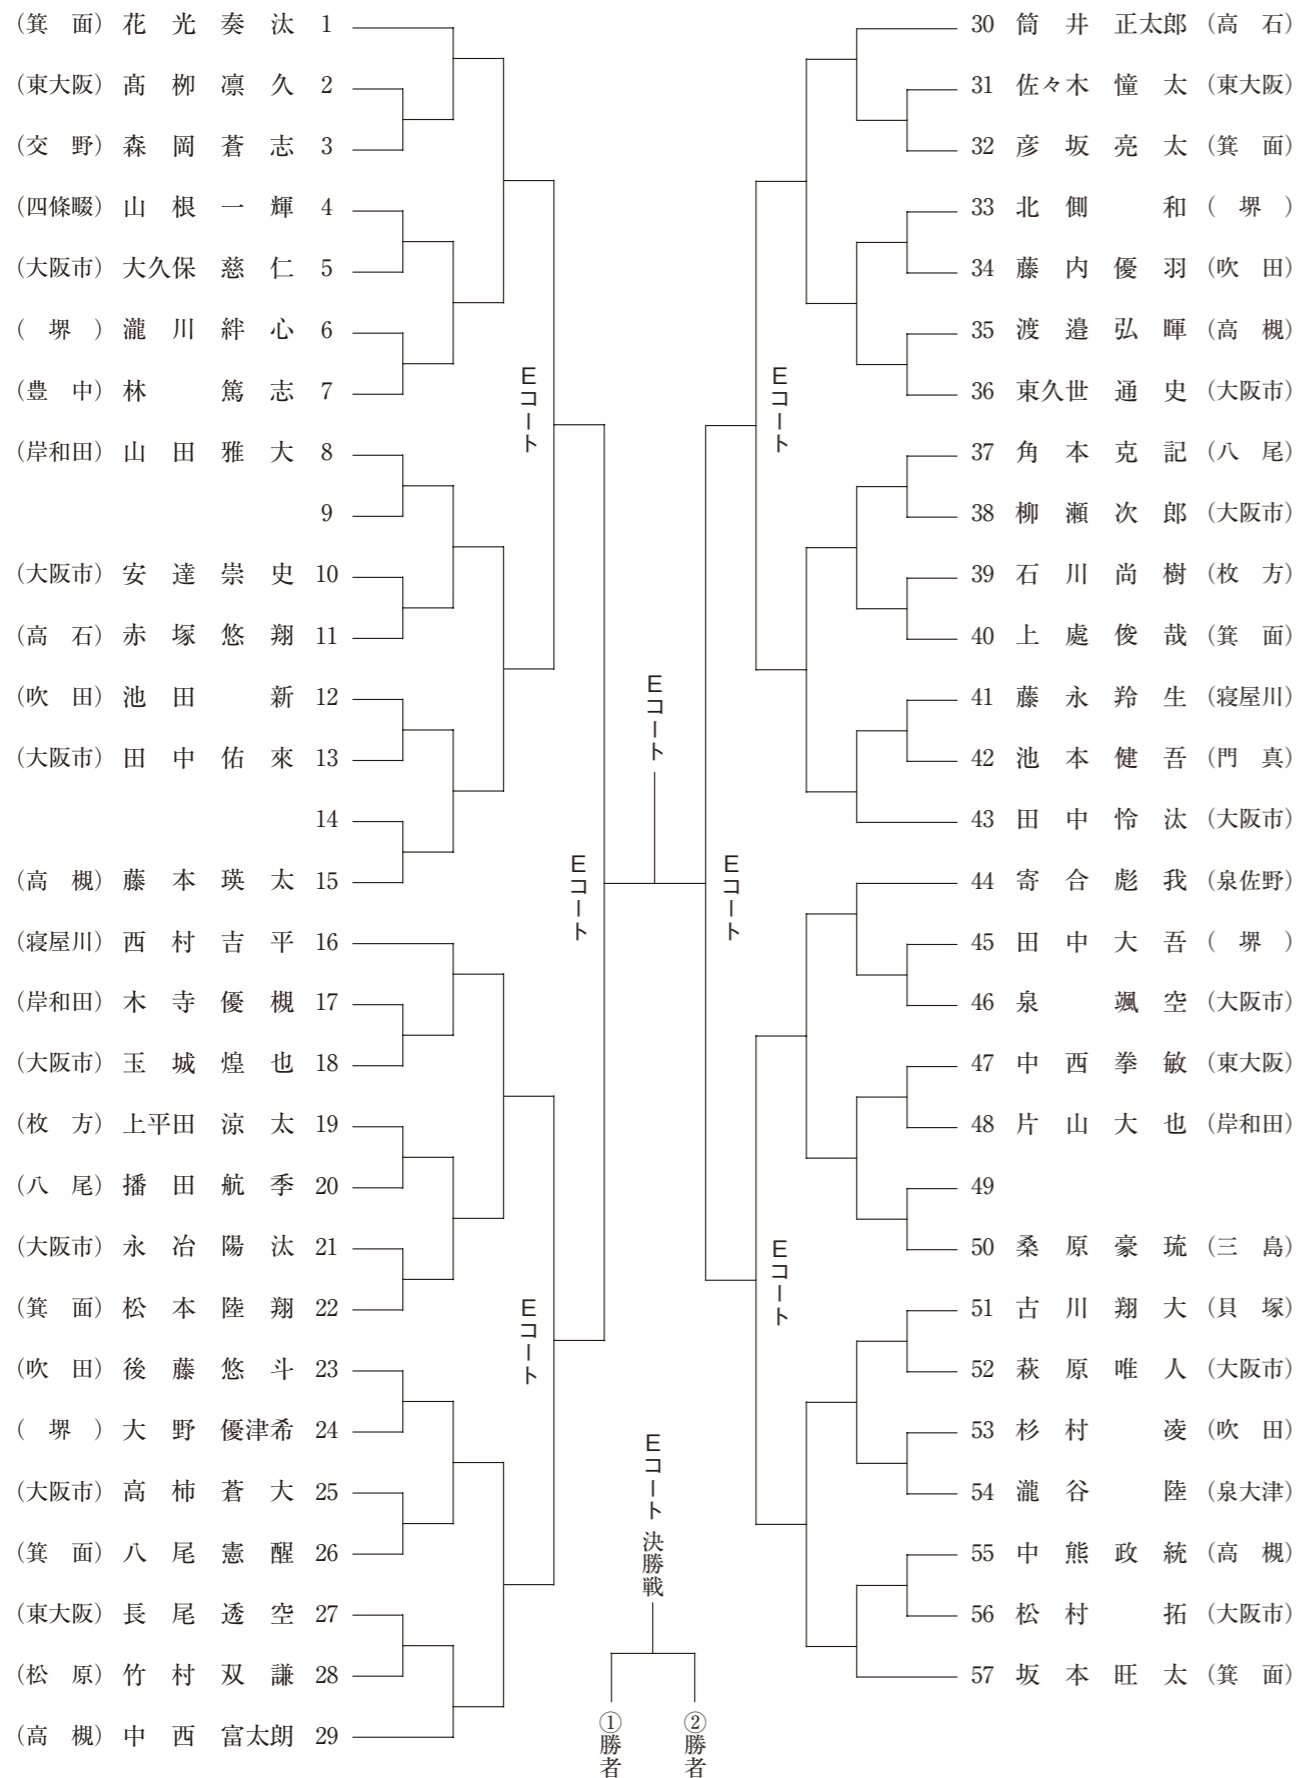 (箕　面) 花　光　奏　汰　1
(東大阪) 髙　栁　凛　久　2
(交　野) 森　岡　蒼　志　3
(四條畷) 山　根　一　輝　4
(大阪市) 大久保　慈　仁　5
(　堺　) 瀧　川　絆　心　6
(豊　中) 林　　　篤　志　7
(岸和田) 山　田　雅　大　8
9
(大阪市) 安　達　崇　史　10
(高　石) 赤　塚　悠　翔　11
(吹　田) 池　田　　　新　12
(大阪市) 田　中　佑　來　13
14
(高　槻) 藤　本　瑛　太　15
(寝屋川) 西　村　吉　平　16
(岸和田) 木　寺　優　槻　17
(大阪市) 玉　城　煌　也　18
(枚　方) 上平田　涼　太　19
(八　尾) 播　田　航　季　20
(大阪市) 永　冶　陽　汰　21
(箕　面) 松　本　陸　翔　22
(吹　田) 後　藤　悠　斗　23
(　堺　) 大　野　優津希　24
(大阪市) 高　柿　蒼　大　25
(箕　面) 八　尾　憲　醒　26
(東大阪) 長　尾　透　空　27
(松　原) 竹　村　双　謙　28
(高　槻) 中　西　富太朗　29
Eコート
Eコート
Eコート
Eコート
Eコート
Eコート
Eコート
Eコート 決勝戦
①勝者
②勝者
30　筒　井　正太郎 (高　石)
31　佐々木　憧　太 (東大阪)
32　彦　坂　亮　太 (箕　面)
33　北　側　　　和 (　堺　)
34　藤　内　優　羽 (吹　田)
35　渡　邉　弘　暉 (高　槻)
36　東久世　通　史 (大阪市)
37　角　本　克　記 (八　尾)
38　柳　瀬　次　郎 (大阪市)
39　石　川　尚　樹 (枚　方)
40　上　處　俊　哉 (箕　面)
41　藤　永　羚　生 (寝屋川)
42　池　本　健　吾 (門　真)
43　田　中　怜　汰 (大阪市)
44　寄　合　彪　我 (泉佐野)
45　田　中　大　吾 (　堺　)
46　泉　　　颯　空 (大阪市)
47　中　西　拳　敏 (東大阪)
48　片　山　大　也 (岸和田)
49
50　桑　原　豪　琉 (三　島)
51　古　川　翔　大 (貝　塚)
52　萩　原　唯　人 (大阪市)
53　杉　村　　　凌 (吹　田)
54　瀧　谷　　　陸 (泉大津)
55　中　熊　政　統 (高　槻)
56　松　村　　　拓 (大阪市)
57　坂　本　旺　太 (箕　面)